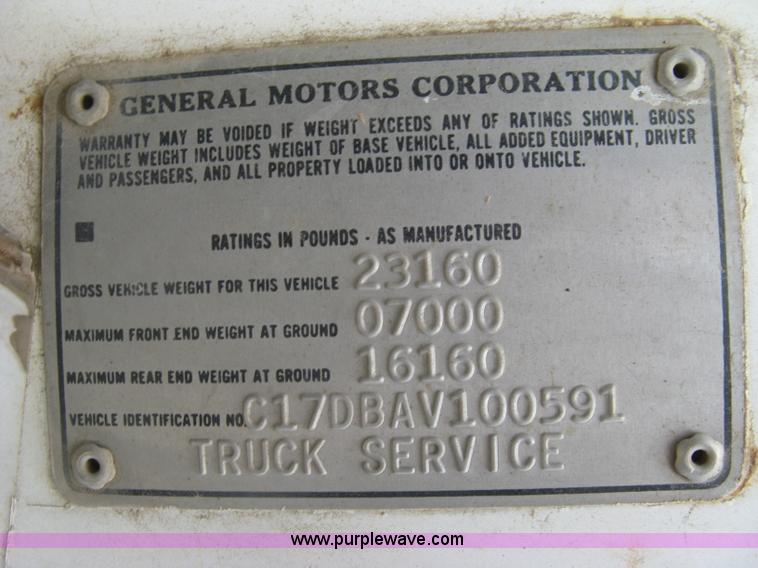 GENERAL MOTORS CORPORATION
WARRANTY MAY BE VOIDED IF WEIGHT EXCEEDS ANY OF RATINGS SHOWN. GROSS
VEHICLE WEIGHT INCLUDES WEIGHT OF BASE VEHICLE, ALL ADDED EQUIPMENT, DRIVER
AND PASSENGERS, AND ALL PROPERTY LOADED INTO OR ONTO VEHICLE.
RATINGS IN POUNDS - AS MANUFACTURED
GROSS VEHICLE WEIGHT FOR THIS VEHICLE 23160
MAXIMUM FRONT END WEIGHT AT GROUND 07000
MAXIMUM REAR END WEIGHT AT GROUND 16160
VEHICLE IDENTIFICATION NO. C17DBAV100591
TRUCK SERVICE
www.purplewave.com